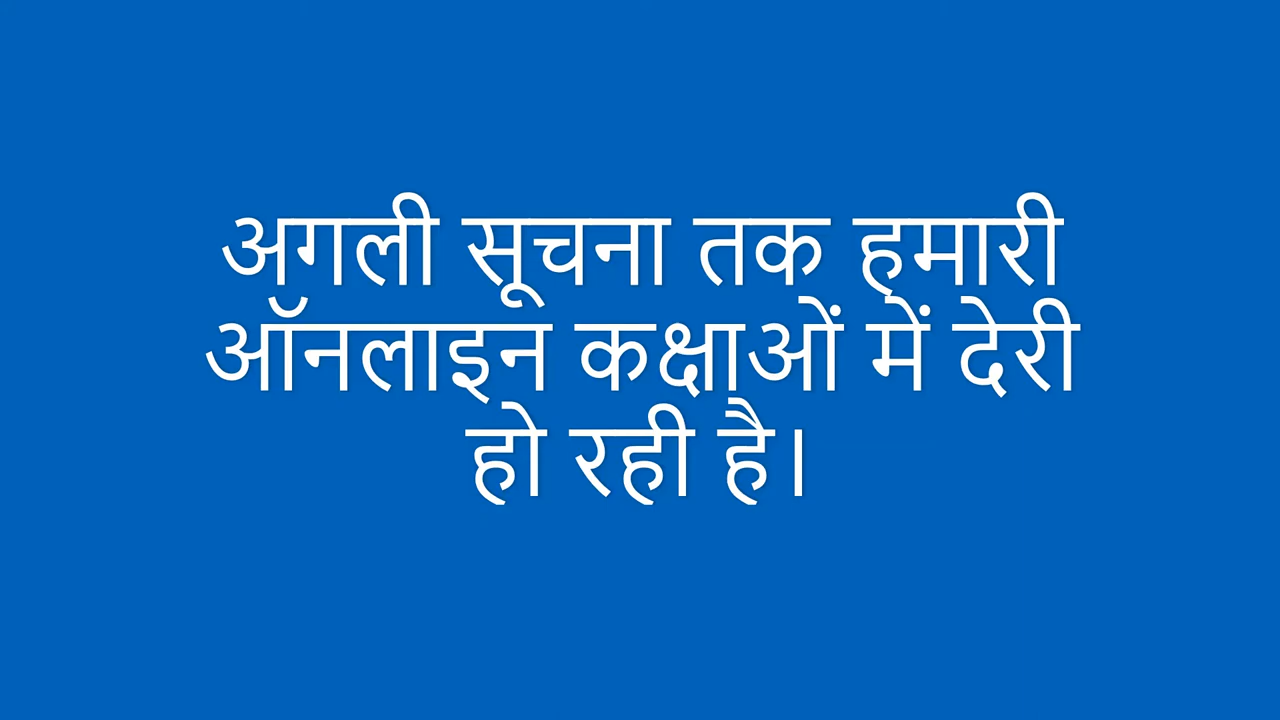 अगली सूचना तक हमारी
ऑनलाइन कक्षाओं में देरी
हो रही है।